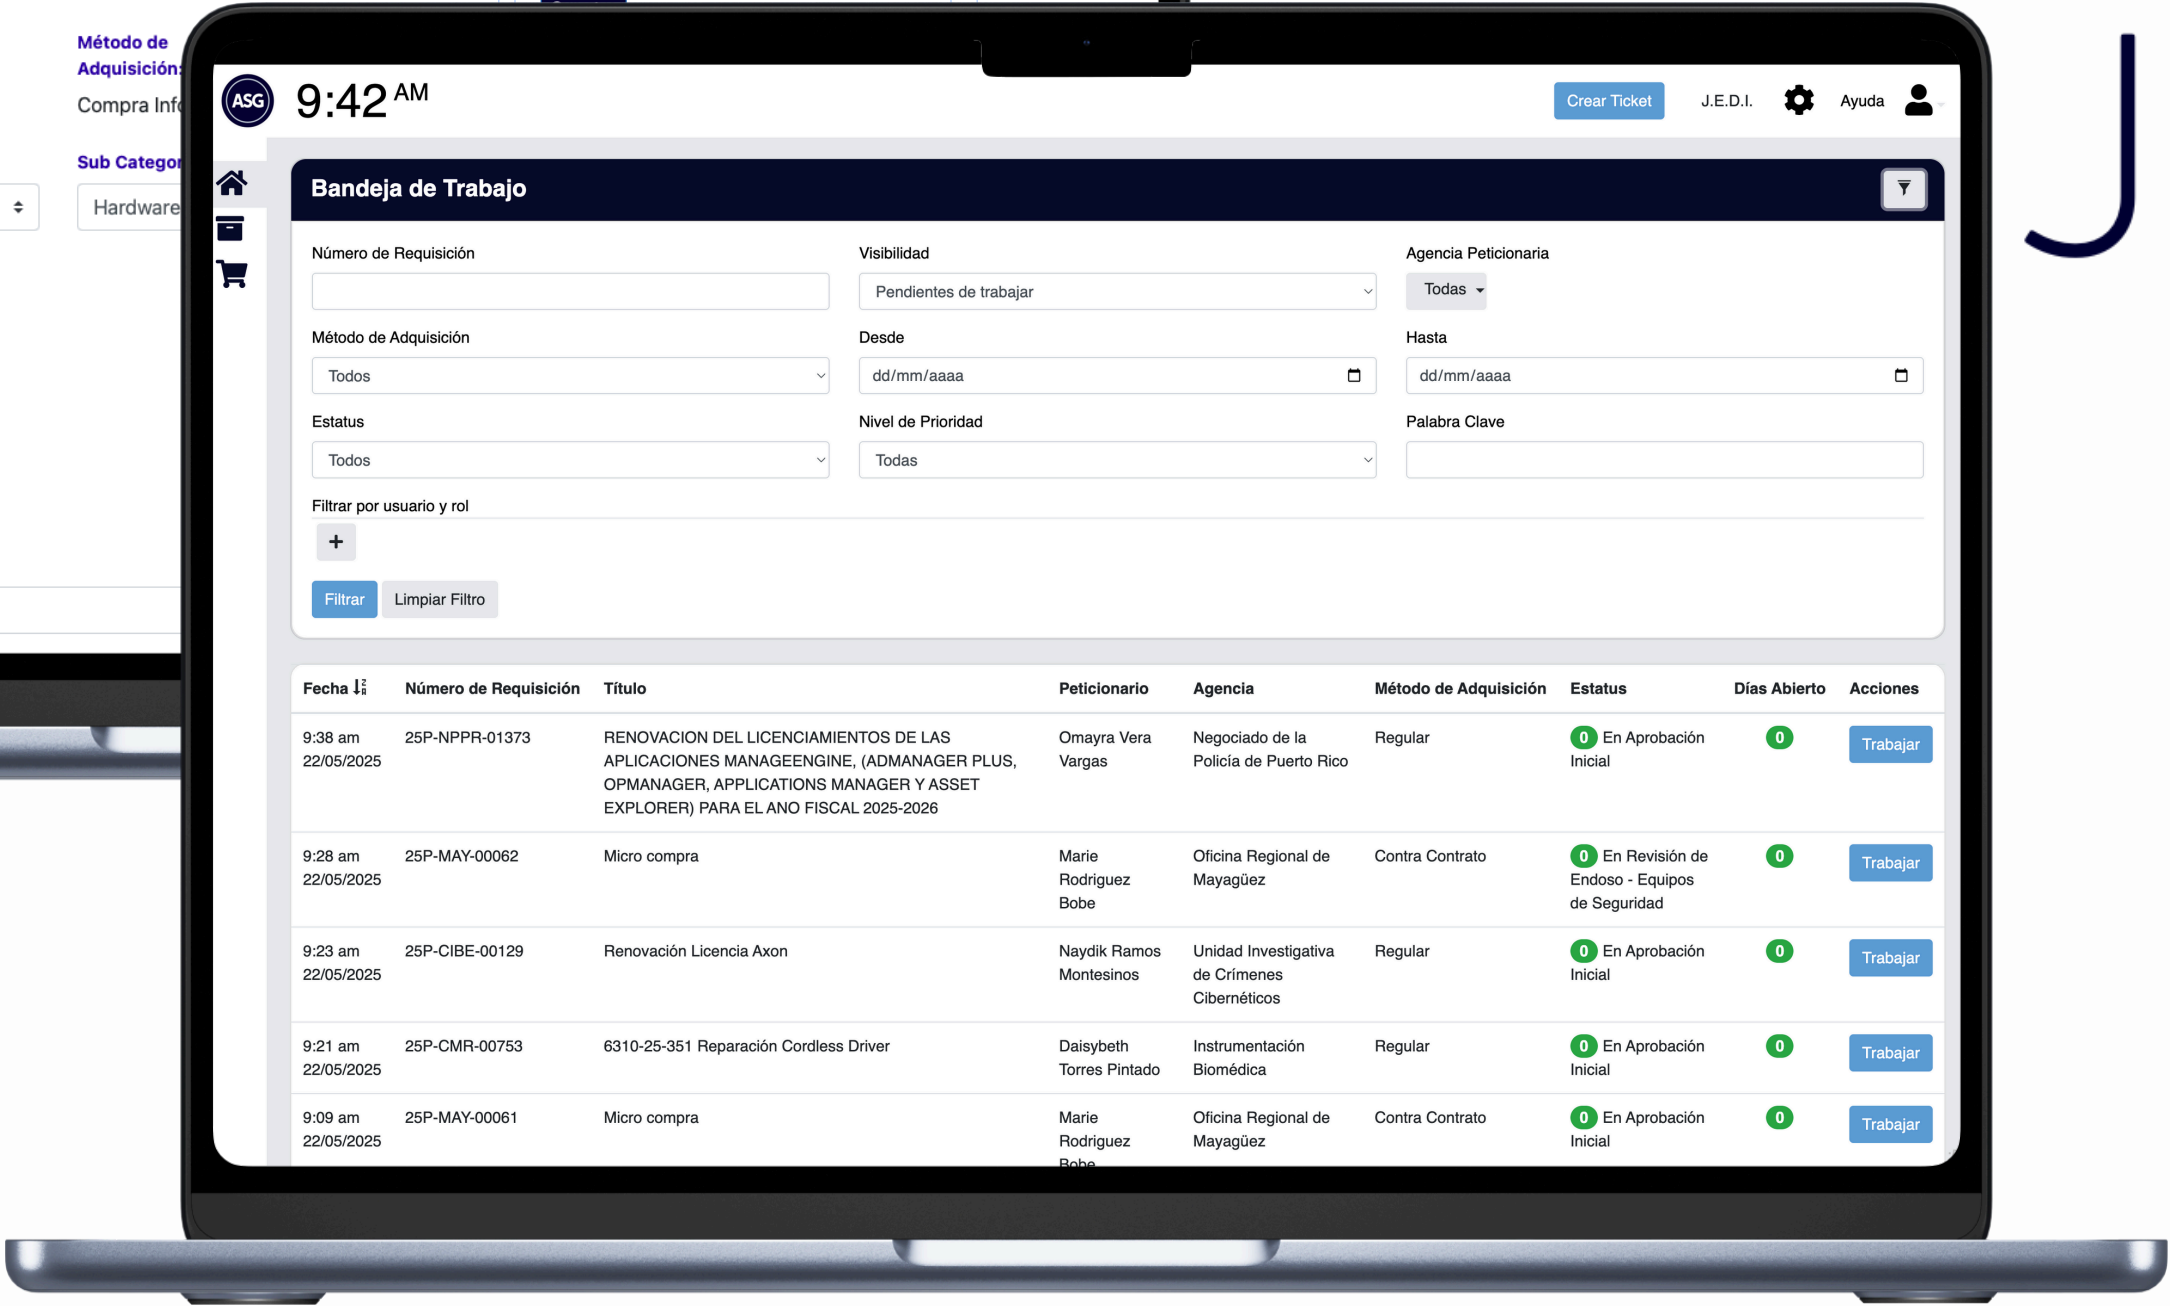 Método de
Adquisición:
Compra
Sub
Hardware
ASG
9:42 AM
Crear Ticket
J.E.D.I.
Ayuda
Bandeja de Trabajo
Número de Requisición
Visibilidad
Agencia Peticionaria
Pendientes de trabajar
Todas
Método de Adquisición
Desde
Hasta
Todos
dd/mm/aaaa
dd/mm/aaaa
Estatus
Nivel de Prioridad
Palabra Clave
Todos
Todas
Filtrar por usuario y rol
+
Filtrar
Limpiar Filtro
Fecha Número de Requisición Título Peticionario Agencia Método de Adquisición Estatus Días Abierto Acciones
9:38 am
22/05/2025
25P-NPPR-01373
RENOVACION DEL LICENCIAMIENTOS DE LAS
APLICACIONES MANAGEENGINE, (ADMANAGER PLUS,
OPMANAGER, APPLICATIONS MANAGER Y ASSET
EXPLORER) PARA EL ANO FISCAL 2025-2026
Omayra Vera
Vargas
Negociado de la
Policía de Puerto Rico
Regular
0 En Aprobación
Inicial
0
Trabajar
9:28 am
22/05/2025
25P-MAY-00062
Micro compra
Marie
Rodriguez
Bobe
Oficina Regional de
Mayagüez
Contra Contrato
0 En Revisión de
Endoso - Equipos
de Seguridad
0
Trabajar
9:23 am
22/05/2025
25P-CIBE-00129
Renovación Licencia Axon
Naydik Ramos
Montesinos
Unidad Investigativa
de Crímenes
Cibernéticos
Regular
0 En Aprobación
Inicial
0
Trabajar
9:21 am
22/05/2025
25P-CMR-00753
6310-25-351 Reparación Cordless Driver
Daisybeth
Torres Pintado
Instrumentación
Biomédica
Regular
0 En Aprobación
Inicial
0
Trabajar
9:09 am
22/05/2025
25P-MAY-00061
Micro compra
Marie
Rodriguez
Bobe
Oficina Regional de
Mayagüez
Contra Contrato
0 En Aprobación
Inicial
0
Trabajar
J